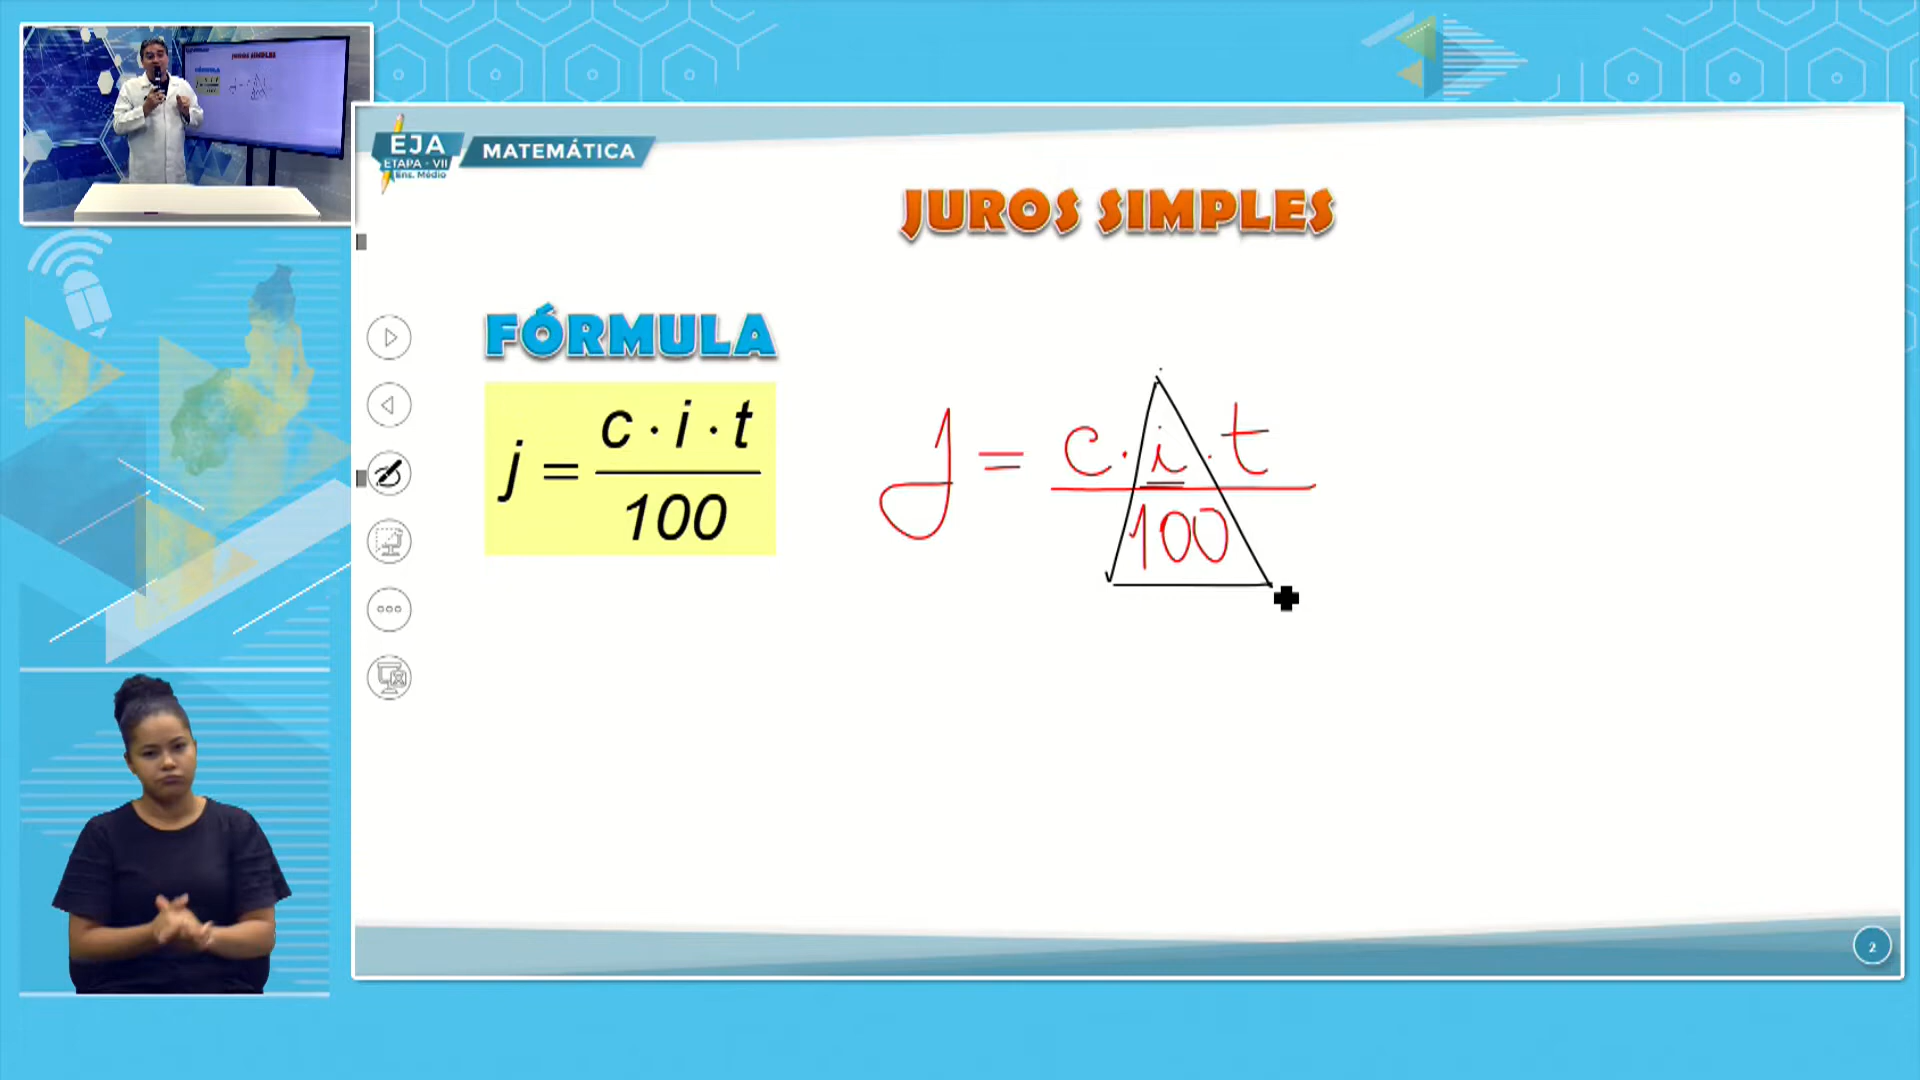 EJA
ETAPA - VII
Ens. Médio
MATEMÁTICA
JUROS SIMPLES
FÓRMULA
j = c · i · t
100
J = c · i · t
100
2